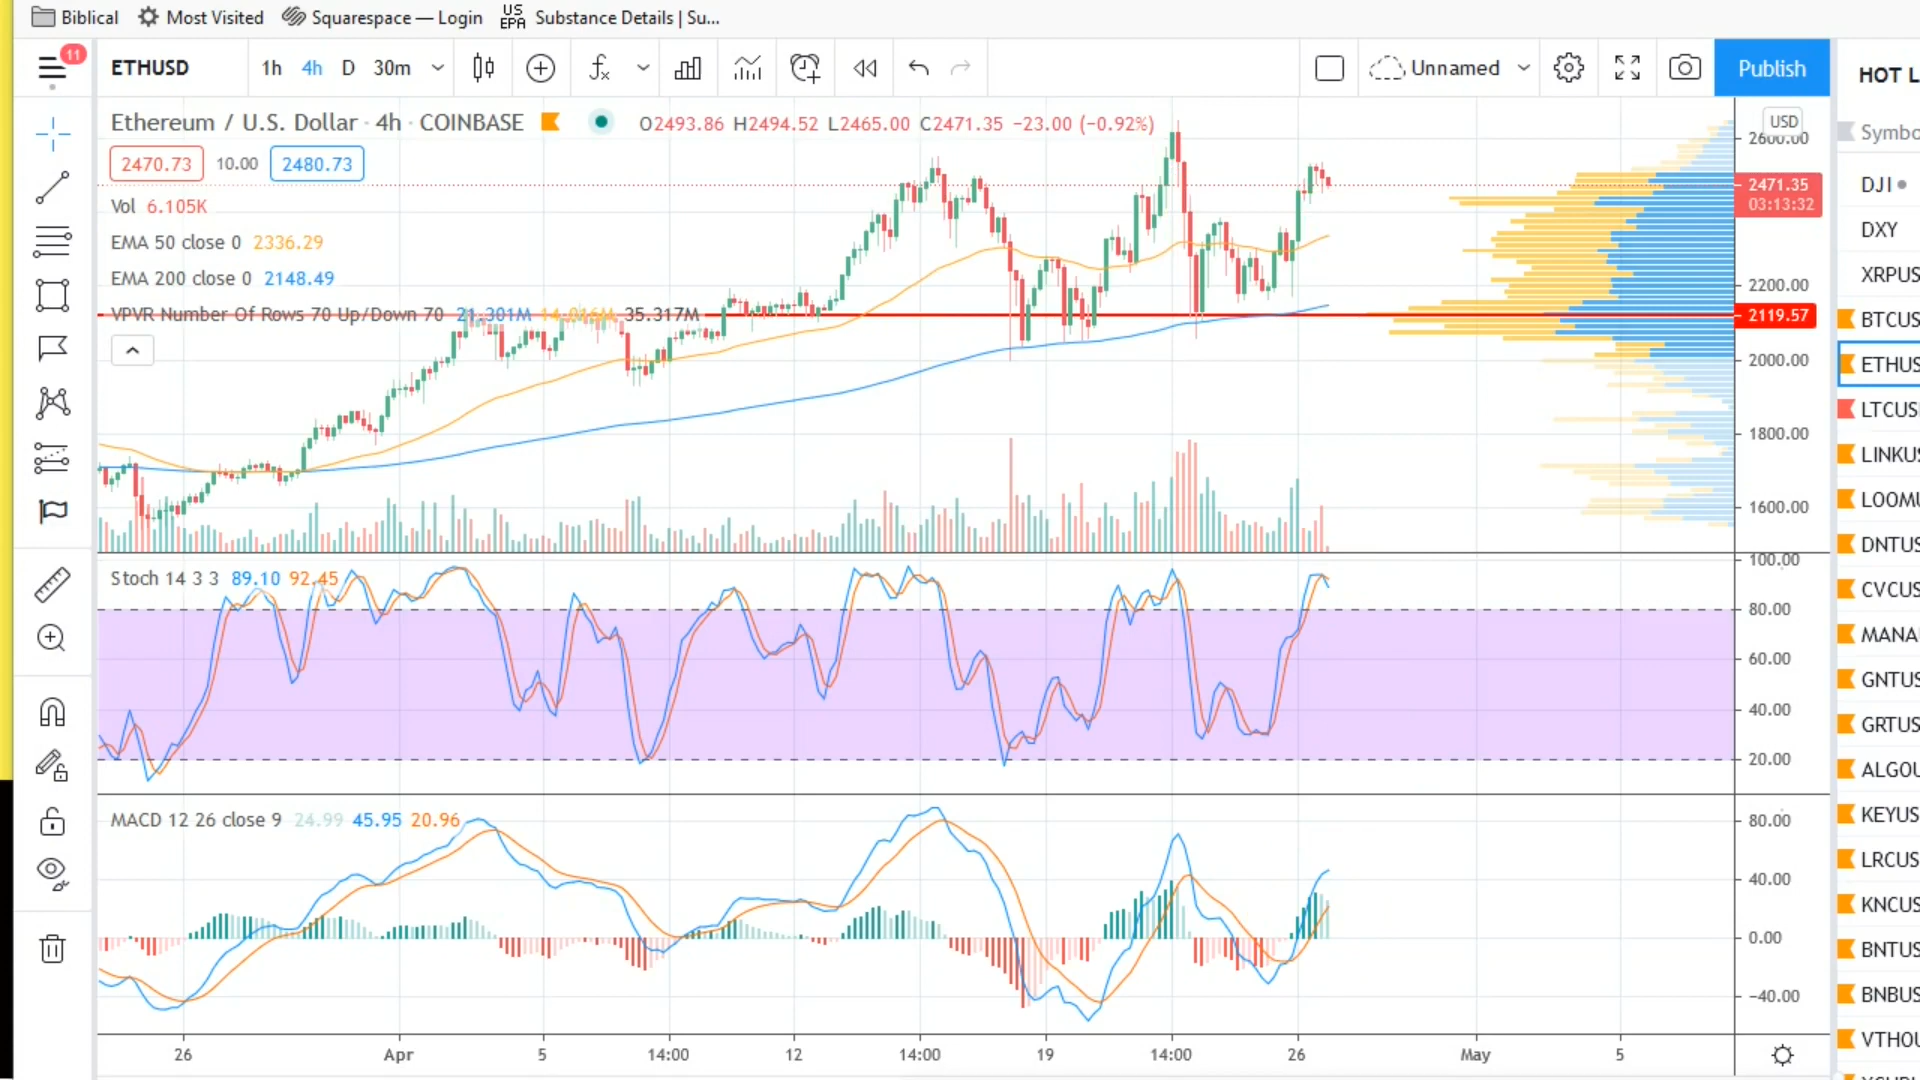 Biblical Most Visited Squarespace — Login US EPA Substance Details | Su...
11
ETHUSD 1h 4h D 30m Unnamed Publish
HOT L
Ethereum / U.S. Dollar · 4h · COINBASE O2493.86 H2494.52 L2465.00 C2471.35 −23.00 (−0.92%)
USD
2600.00
Symbo
2470.73 10.00 2480.73
2471.35
03:13:32
DJI
Vol 6.105K
DXY
EMA 50 close 0 2336.29
EMA 200 close 0 2148.49
XRPUS
2200.00
VPVR Number Of Rows 70 Up/Down 70 21.301M 14.016M 35.317M
2119.57
BTCUS
2000.00
ETHUS
LTCUS
1800.00
LINKUS
1600.00
LOOMU
DNTUS
100.00
Stoch 14 3 3 89.10 92.45
CVCUS
80.00
MANA
60.00
GNTUS
40.00
GRTUS
20.00
ALGOU
MACD 12 26 close 9 24.99 45.95 20.96
80.00
KEYUS
LRCUS
40.00
KNCUS
0.00
BNTUS
−40.00
BNBUS
VTHOU
26 Apr 5 14:00 12 14:00 19 14:00 26 May 5